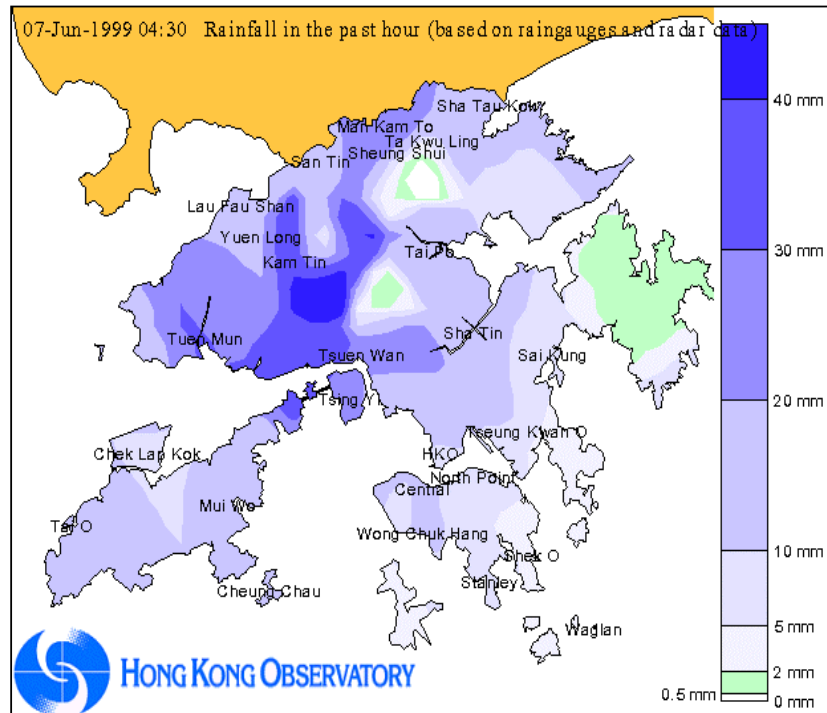 07-Jun-1999 04:30 Rainfall in the past hour (based on raingauges and radar data)
40 mm
Sha Tau Kok
Man Kam To
Ta Kwu Ling
Sheung Shui
San Tin
Lau Fau Shan
Yuen Long
30 mm
Tai Po
Kam Tin
Sha Tin
Tuen Mun
Tsuen Wan
Sai Kung
Tsing Yi
20 mm
Tseung Kwan O
Chek Lap Kok
HKO
North Point
Central
Mui Wo
Tai O
Wong Chuk Hang
10 mm
Shek O
Stanley
Cheung Chau
5 mm
Waglan
2 mm
HONG KONG OBSERVATORY
0.5 mm
0 mm